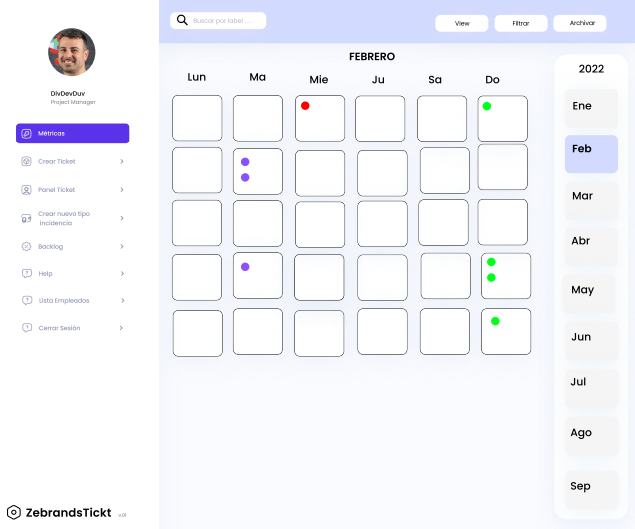 Buscar por label ....
View
Filtrar
Archivar
DivDevDuv
Project Manager
Métricas
Crear Ticket
Panel Ticket
Crear nuevo tipo
incidencia
Backlog
Help
Lista Empleados
Cerrar Sesión
ZebrandsTickt
v.01
FEBRERO
Lun
Ma
Mie
Ju
Sa
Do
2022
Ene
Feb
Mar
Abr
May
Jun
Jul
Ago
Sep